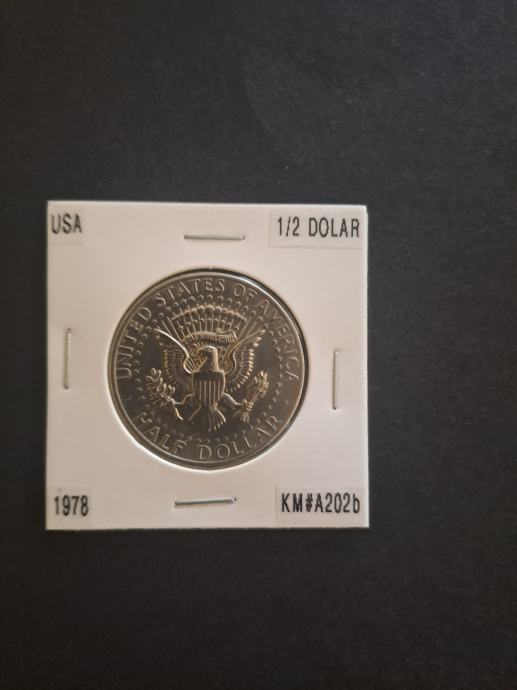 USA
1/2 DOLAR
UNITED STATES OF AMERICA
HALF DOLLAR
1978
KM#A202b